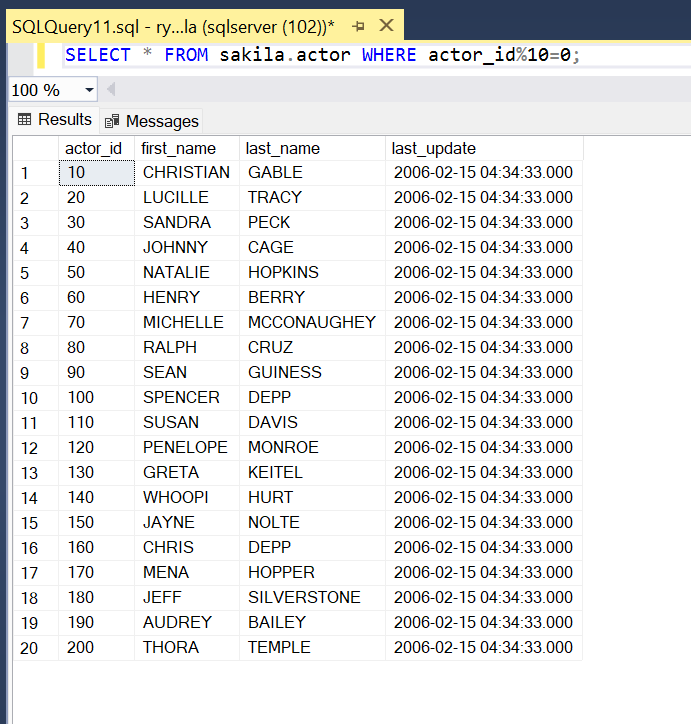 SQLQuery11.sql - ry...la (sqlserver (102))*
SELECT * FROM sakila.actor WHERE actor_id%10=0;
100 %
Results Messages
actor_id first_name last_name last_update
1 10 CHRISTIAN GABLE 2006-02-15 04:34:33.000
2 20 LUCILLE TRACY 2006-02-15 04:34:33.000
3 30 SANDRA PECK 2006-02-15 04:34:33.000
4 40 JOHNNY CAGE 2006-02-15 04:34:33.000
5 50 NATALIE HOPKINS 2006-02-15 04:34:33.000
6 60 HENRY BERRY 2006-02-15 04:34:33.000
7 70 MICHELLE MCCONAUGHEY 2006-02-15 04:34:33.000
8 80 RALPH CRUZ 2006-02-15 04:34:33.000
9 90 SEAN GUINESS 2006-02-15 04:34:33.000
10 100 SPENCER DEPP 2006-02-15 04:34:33.000
11 110 SUSAN DAVIS 2006-02-15 04:34:33.000
12 120 PENELOPE MONROE 2006-02-15 04:34:33.000
13 130 GRETA KEITEL 2006-02-15 04:34:33.000
14 140 WHOOPI HURT 2006-02-15 04:34:33.000
15 150 JAYNE NOLTE 2006-02-15 04:34:33.000
16 160 CHRIS DEPP 2006-02-15 04:34:33.000
17 170 MENA HOPPER 2006-02-15 04:34:33.000
18 180 JEFF SILVERSTONE 2006-02-15 04:34:33.000
19 190 AUDREY BAILEY 2006-02-15 04:34:33.000
20 200 THORA TEMPLE 2006-02-15 04:34:33.000